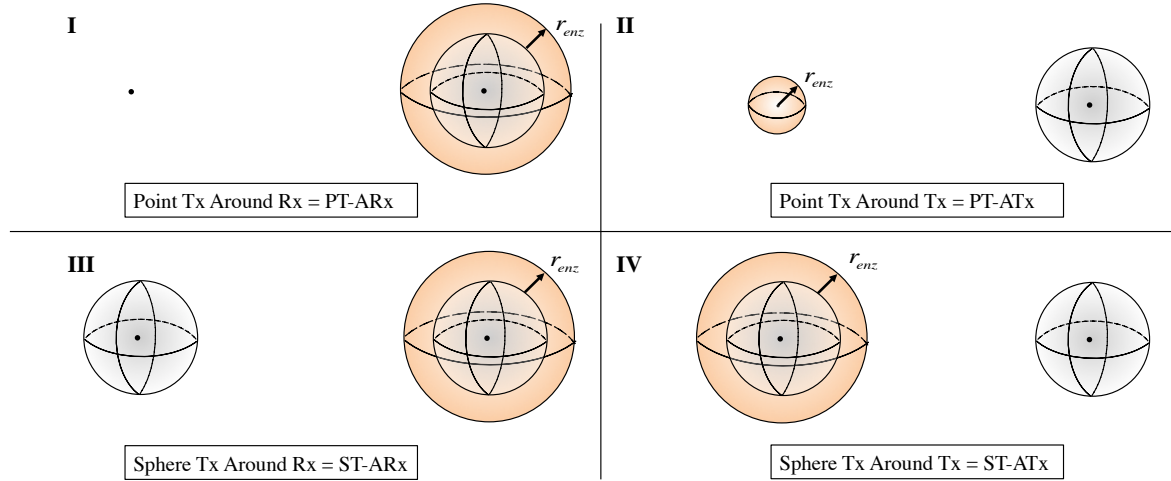 I
r_enz
Point Tx Around Rx = PT-ARx
II
r_enz
Point Tx Around Tx = PT-ATx
III
r_enz
Sphere Tx Around Rx = ST-ARx
IV
r_enz
Sphere Tx Around Tx = ST-ATx